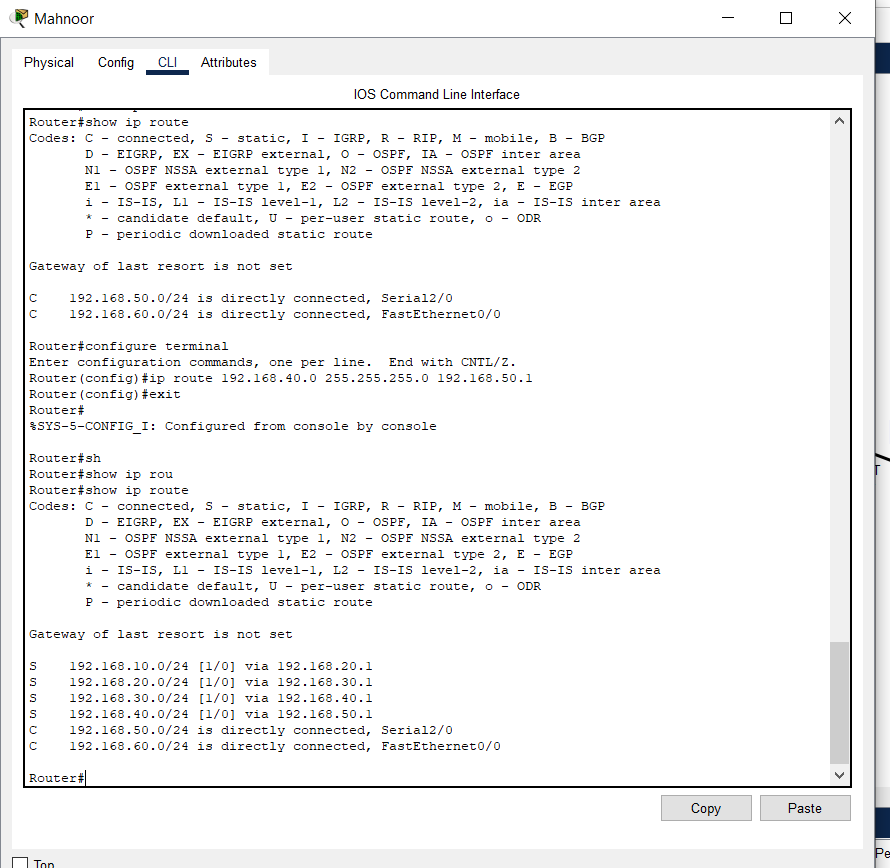 Mahnoor
Physical Config CLI Attributes
IOS Command Line Interface
Router#show ip route
Codes: C - connected, S - static, I - IGRP, R - RIP, M - mobile, B - BGP
D - EIGRP, EX - EIGRP external, O - OSPF, IA - OSPF inter area
N1 - OSPF NSSA external type 1, N2 - OSPF NSSA external type 2
E1 - OSPF external type 1, E2 - OSPF external type 2, E - EGP
i - IS-IS, L1 - IS-IS level-1, L2 - IS-IS level-2, ia - IS-IS inter area
* - candidate default, U - per-user static route, o - ODR
P - periodic downloaded static route
Gateway of last resort is not set
C 192.168.50.0/24 is directly connected, Serial2/0
C 192.168.60.0/24 is directly connected, FastEthernet0/0
Router#configure terminal
Enter configuration commands, one per line. End with CNTL/Z.
Router(config)#ip route 192.168.40.0 255.255.255.0 192.168.50.1
Router(config)#exit
Router#
%SYS-5-CONFIG_I: Configured from console by console
Router#sh
Router#show ip rou
Router#show ip route
Codes: C - connected, S - static, I - IGRP, R - RIP, M - mobile, B - BGP
D - EIGRP, EX - EIGRP external, O - OSPF, IA - OSPF inter area
N1 - OSPF NSSA external type 1, N2 - OSPF NSSA external type 2
E1 - OSPF external type 1, E2 - OSPF external type 2, E - EGP
i - IS-IS, L1 - IS-IS level-1, L2 - IS-IS level-2, ia - IS-IS inter area
* - candidate default, U - per-user static route, o - ODR
P - periodic downloaded static route
Gateway of last resort is not set
S 192.168.10.0/24 [1/0] via 192.168.20.1
S 192.168.20.0/24 [1/0] via 192.168.30.1
S 192.168.30.0/24 [1/0] via 192.168.40.1
S 192.168.40.0/24 [1/0] via 192.168.50.1
C 192.168.50.0/24 is directly connected, Serial2/0
C 192.168.60.0/24 is directly connected, FastEthernet0/0
Router#
Copy Paste
Top